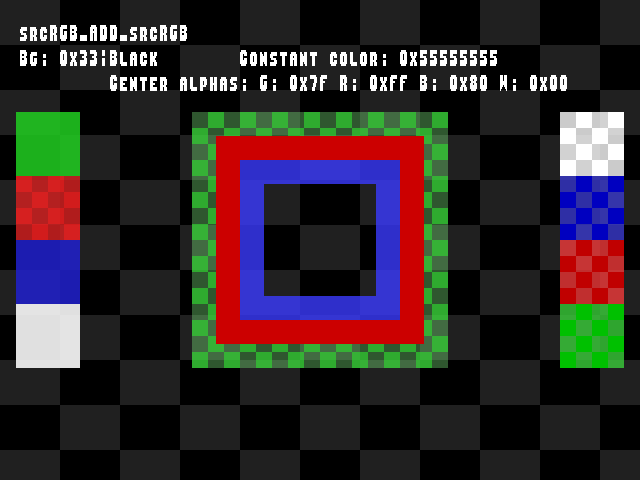 srcRGB_ADD_srcRGB
Bg: 0x33¦Black Constant color: 0x55555555
Center alphas: G: 0x7f R: 0xff B: 0x80 W: 0x00